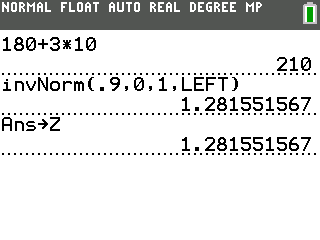 NORMAL FLOAT AUTO REAL DEGREE MP
180+3*10
210
invNorm(.9,0,1,LEFT)
1.281551567
Ans→Z
1.281551567